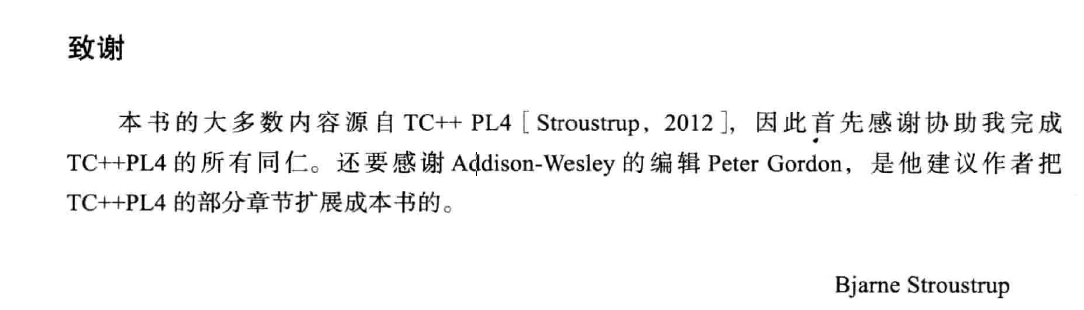 致谢
本书的大多数内容源自 TC++ PL4［Stroustrup，2012］，因此首先感谢协助我完成
TC++PL4 的所有同仁。还要感谢 Addison-Wesley 的编辑 Peter Gordon，是他建议作者把
TC++PL4 的部分章节扩展成本书的。
Bjarne Stroustrup